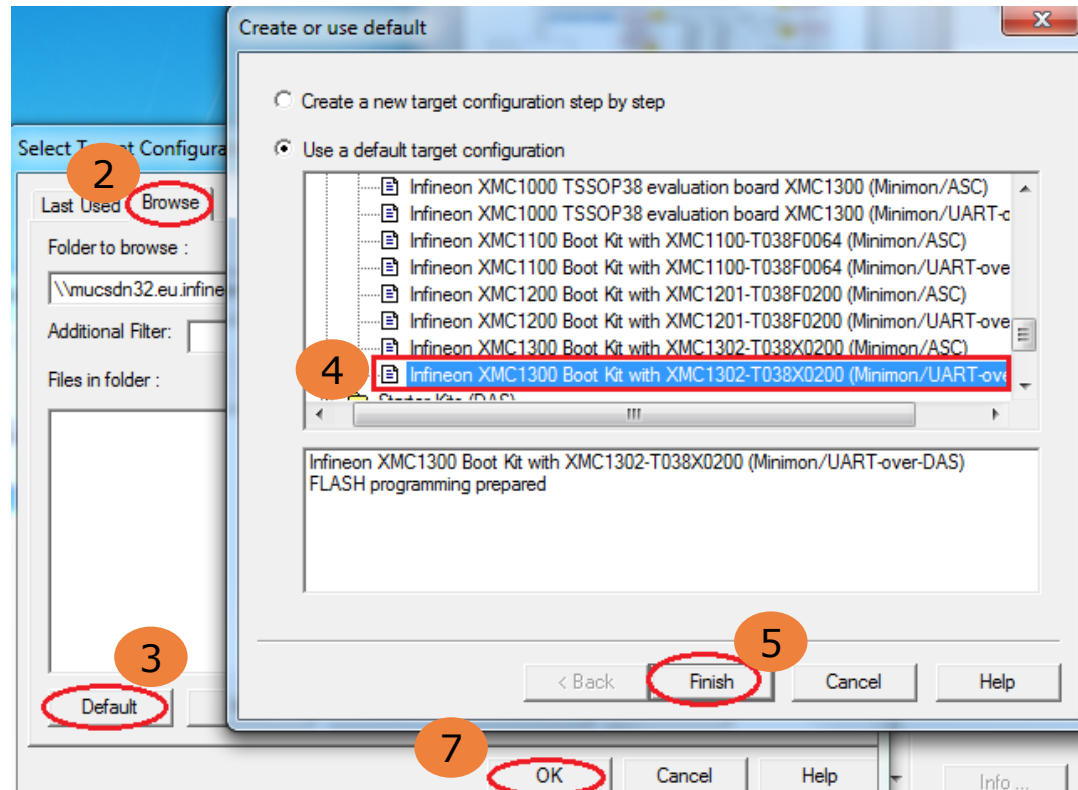 Create or use default
Create a new target configuration step by step
Use a default target configuration
Infineon XMC1000 TSSOP38 evaluation board XMC1300 (Minimon/ASC)
Infineon XMC1000 TSSOP38 evaluation board XMC1300 (Minimon/UART-o
Infineon XMC1100 Boot Kit with XMC1100-T038F0064 (Minimon/ASC)
Infineon XMC1100 Boot Kit with XMC1100-T038F0064 (Minimon/UART-ove
Infineon XMC1200 Boot Kit with XMC1201-T038F0200 (Minimon/ASC)
Infineon XMC1200 Boot Kit with XMC1201-T038F0200 (Minimon/UART-ove
Infineon XMC1300 Boot Kit with XMC1302-T038X0200 (Minimon/ASC)
4
Infineon XMC1300 Boot Kit with XMC1302-T038X0200 (Minimon/UART-ove
Starter Kits (DAS)
Infineon XMC1300 Boot Kit with XMC1302-T038X0200 (Minimon/UART-over-DAS)
FLASH programming prepared
5
< Back Finish Cancel Help
Select Target Configura
2
Last Used Browse
Folder to browse :
\\mucsdn32.eu.infine
Additional Filter:
Files in folder :
3
Default
7
OK Cancel Help
Info ...